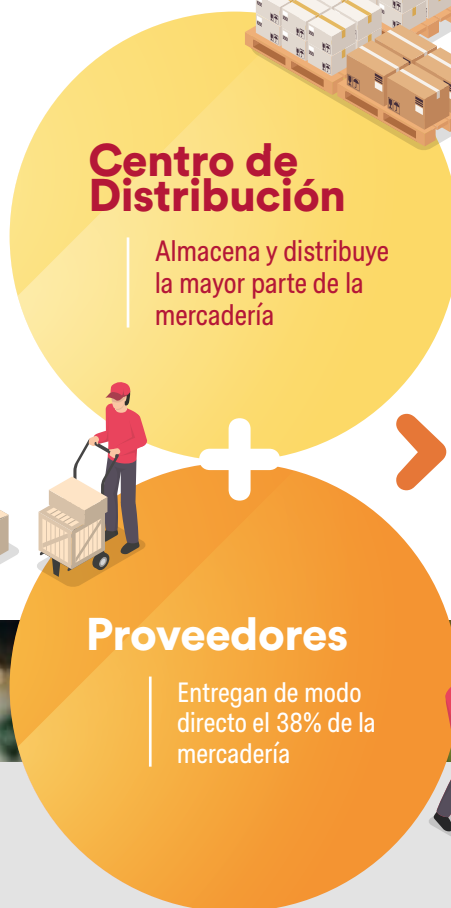 Centro de
Distribución
Almacena y distribuye
la mayor parte de la
mercadería
Proveedores
Entregan de modo
directo el 38% de la
mercadería